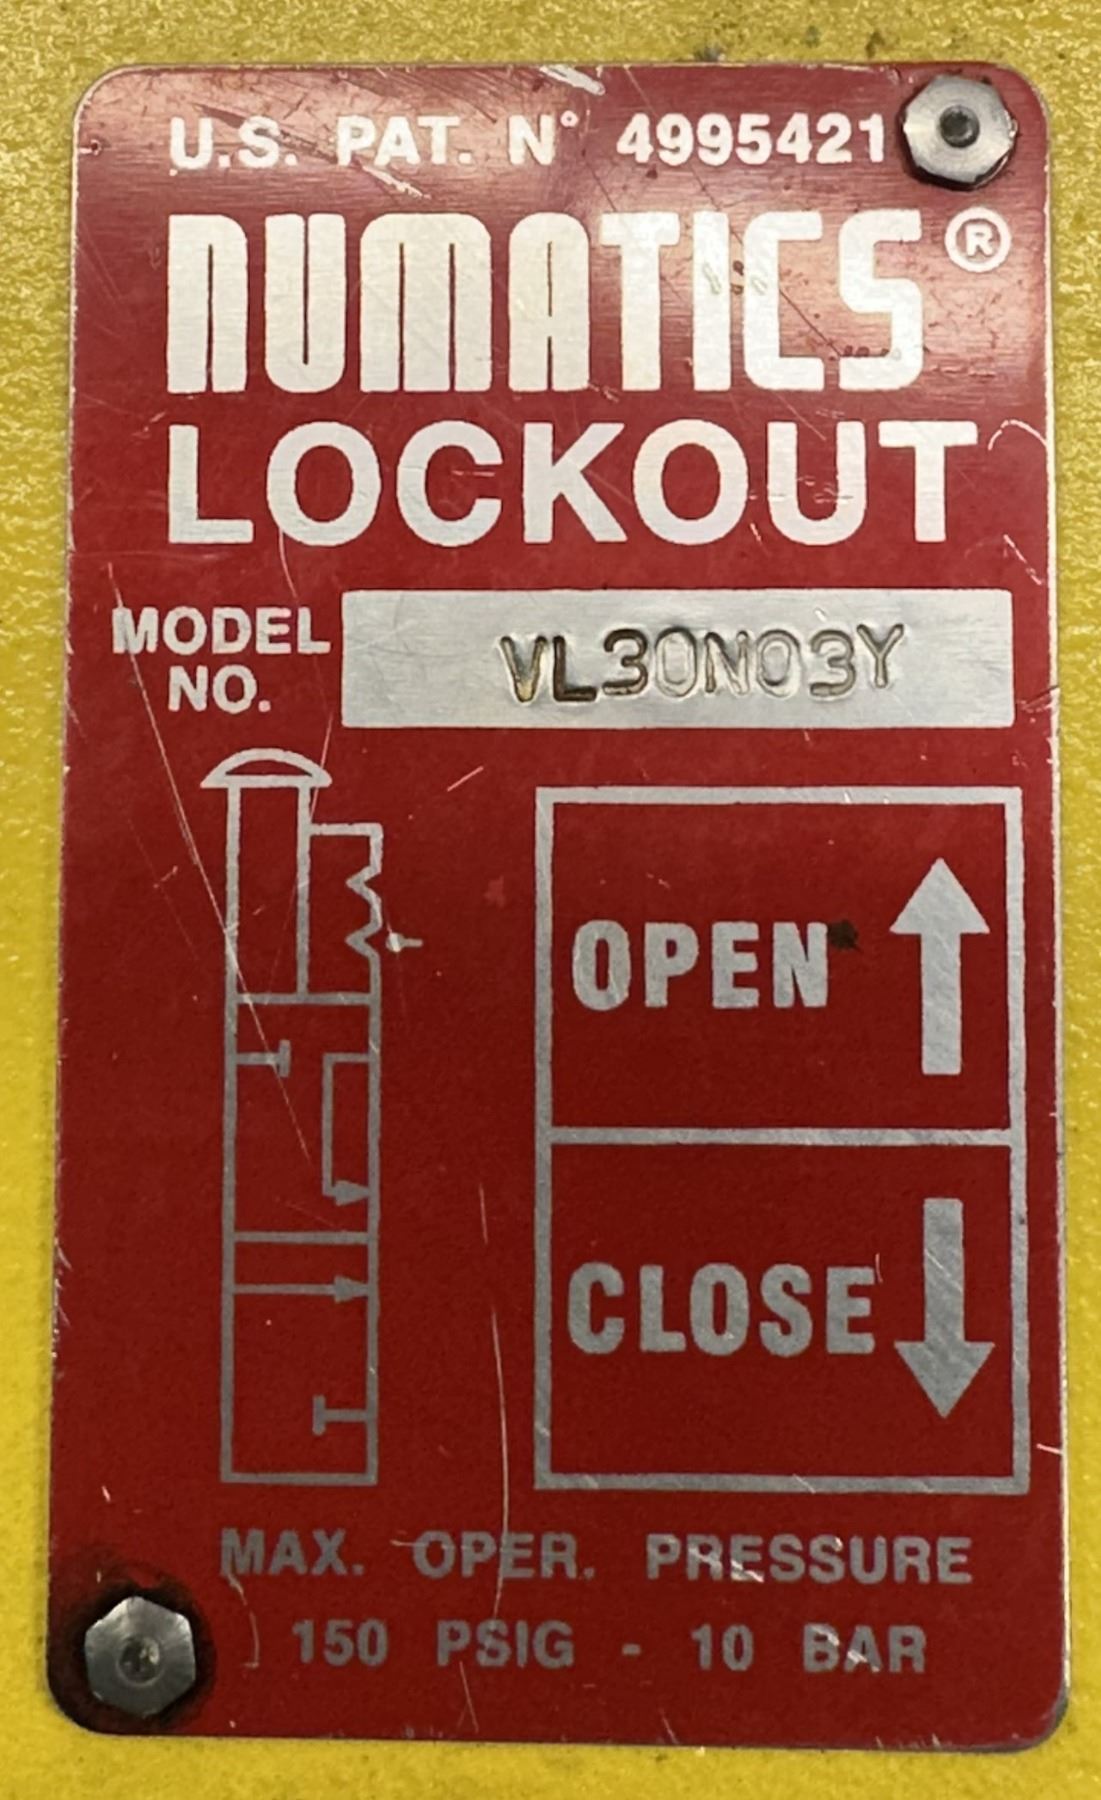 U.S. PAT. N° 4995421
NUMATICS®
LOCKOUT
MODEL NO. VL30N03Y
OPEN
CLOSE
MAX. OPER. PRESSURE
150 PSIG - 10 BAR